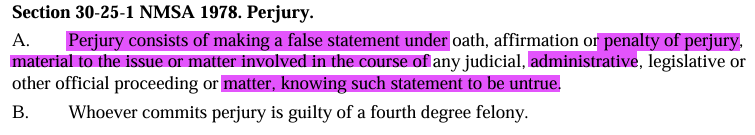 Section 30-25-1 NMSA 1978. Perjury.
A. Perjury consists of making a false statement under oath, affirmation or penalty of perjury,
material to the issue or matter involved in the course of any judicial, administrative, legislative or
other official proceeding or matter, knowing such statement to be untrue.
B. Whoever commits perjury is guilty of a fourth degree felony.